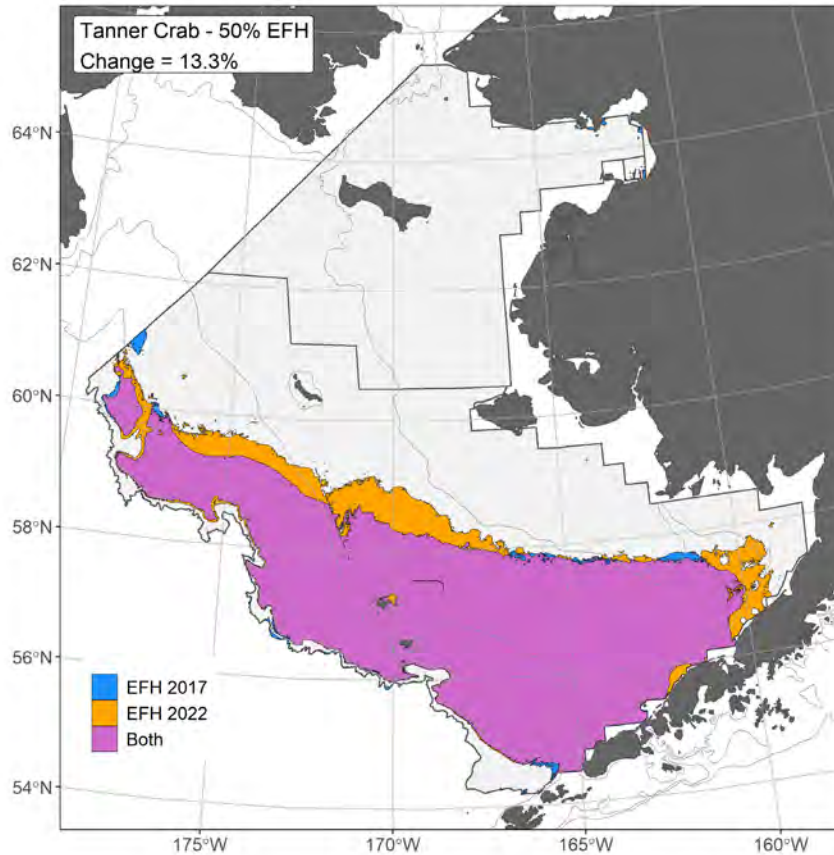 Tanner Crab - 50% EFH
Change = 13.3%
64°N
62°N
60°N
58°N
56°N
54°N
EFH 2017
EFH 2022
Both
175°W
170°W
165°W
160°W